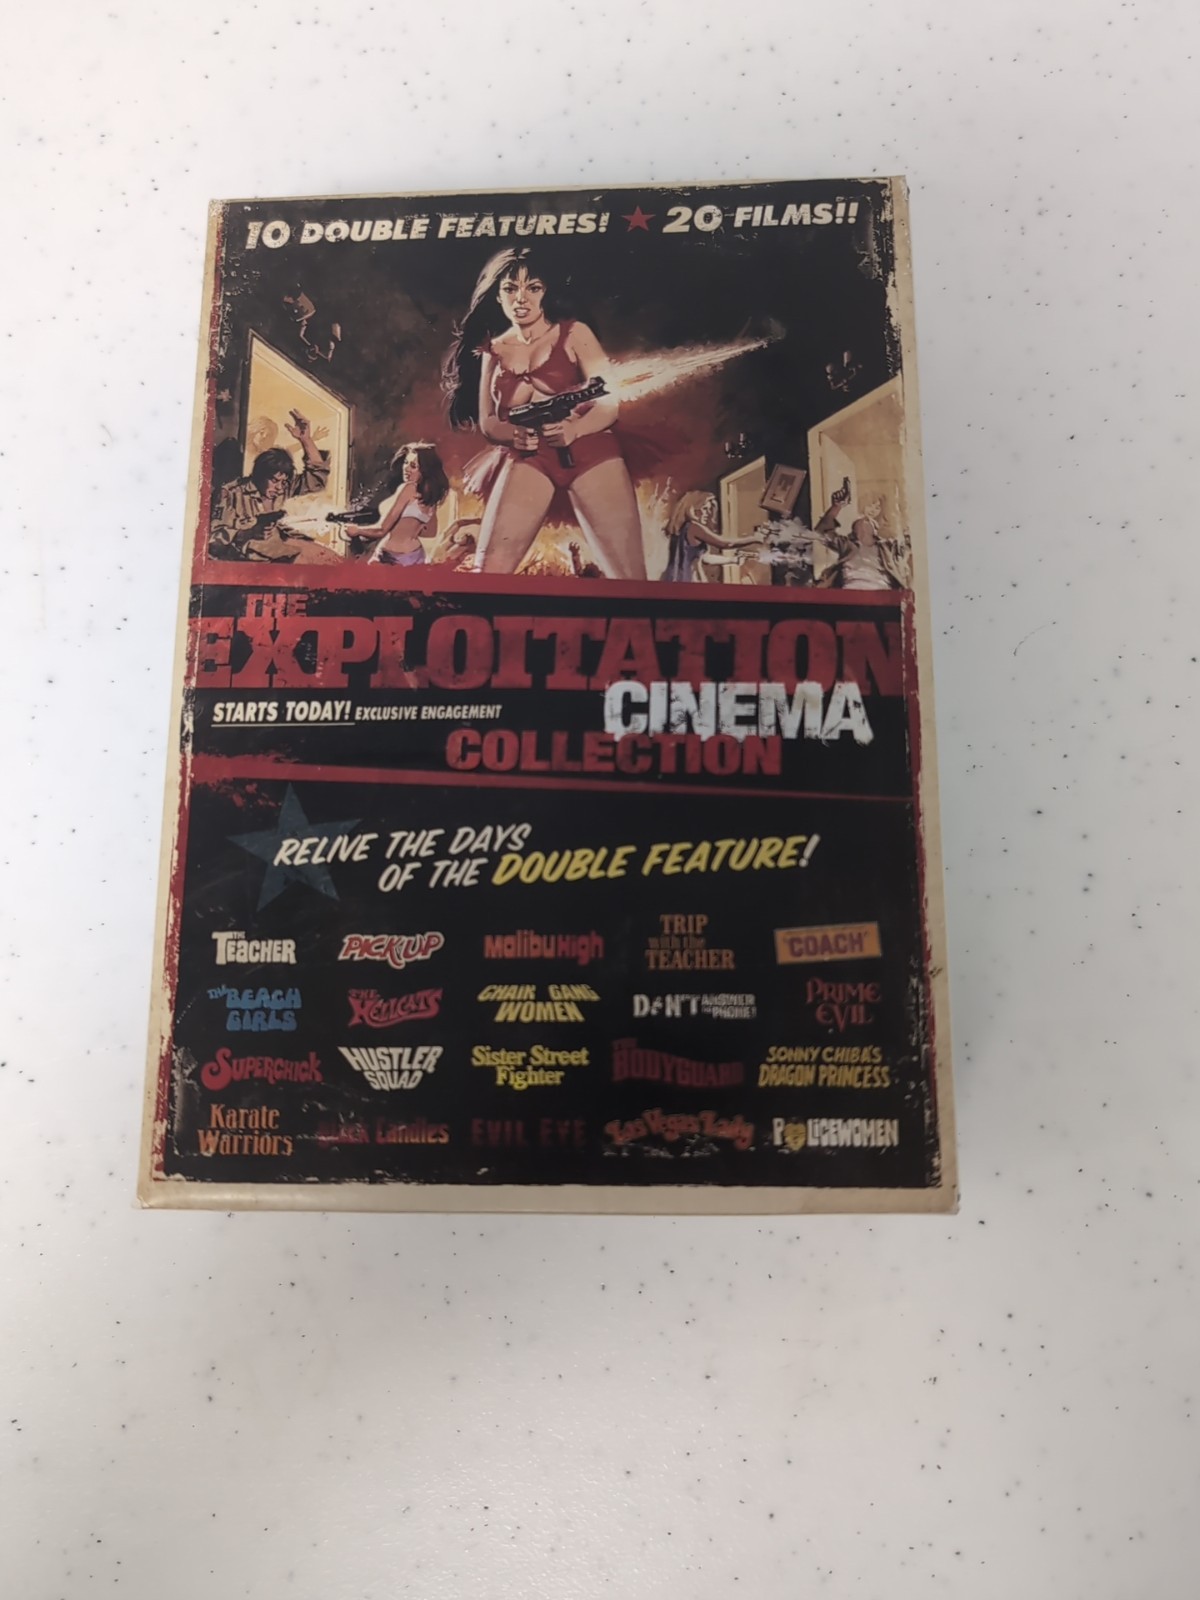 10 DOUBLE FEATURES! ★ 20 FILMS!!
THE
EXPLOITATION
CINEMA
STARTS TODAY! EXCLUSIVE ENGAGEMENT
COLLECTION
RELIVE THE DAYS
OF THE DOUBLE FEATURE!
THE TEACHER
PICK-UP
Malibu High
TRIP with the TEACHER
"COACH"
THE BEACH GIRLS
THE HELLCATS
CHAIN GANG WOMEN
DON'T ANSWER THE PHONE!
PRIME EVIL
SUPERCHICK
HUSTLER SQUAD
Sister Street Fighter
THE BODYGUARD
SONNY CHIBA'S DRAGON PRINCESS
Karate Warriors
Black Candles
EVIL EYE
Las Vegas Lady
POLICEWOMEN